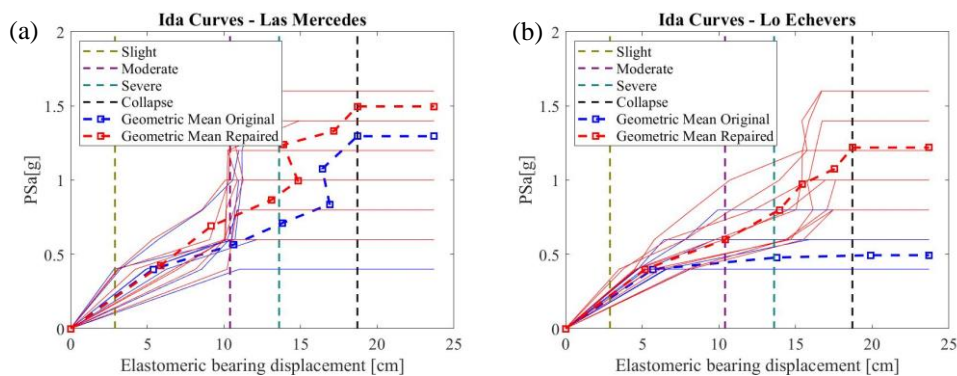 (a)
Ida Curves - Las Mercedes
Slight
Moderate
Severe
Collapse
Geometric Mean Original
Geometric Mean Repaired
PSa[g]
2
1.5
1
0.5
0
0 5 10 15 20 25
Elastomeric bearing displacement [cm]
(b)
Ida Curves - Lo Echevers
Slight
Moderate
Severe
Collapse
Geometric Mean Original
Geometric Mean Repaired
PSa[g]
2
1.5
1
0.5
0
0 5 10 15 20 25
Elastomeric bearing displacement [cm]